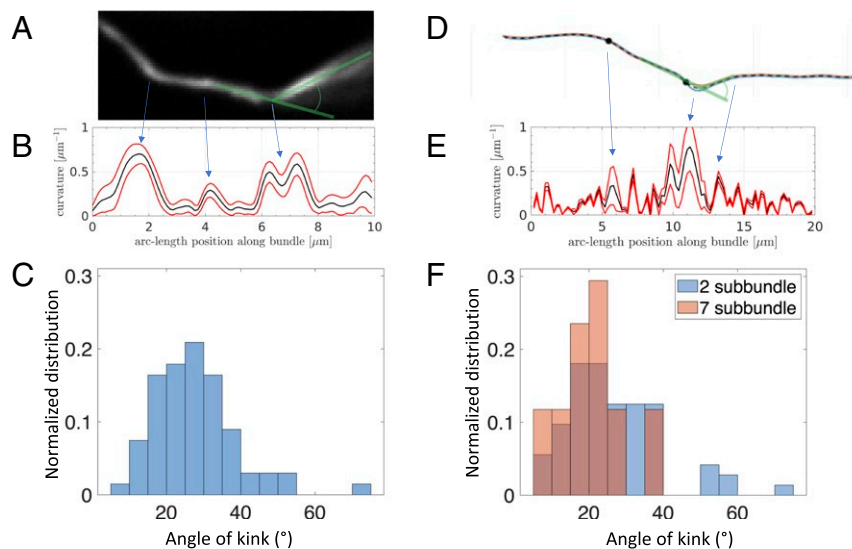 A
D
B
curvature [μm⁻¹]
1
0.5
0
0 2 4 6 8 10
arc-length position along bundle [μm]
E
curvature [μm⁻¹]
1
0.5
0
0 5 10 15 20
arc-length position along bundle [μm]
C
Normalized distribution
0.3
0.2
0.1
0
20 40 60
Angle of kink (°)
F
Normalized distribution
0.3
0.2
0.1
0
2 subbundle
7 subbundle
20 40 60
Angle of kink (°)